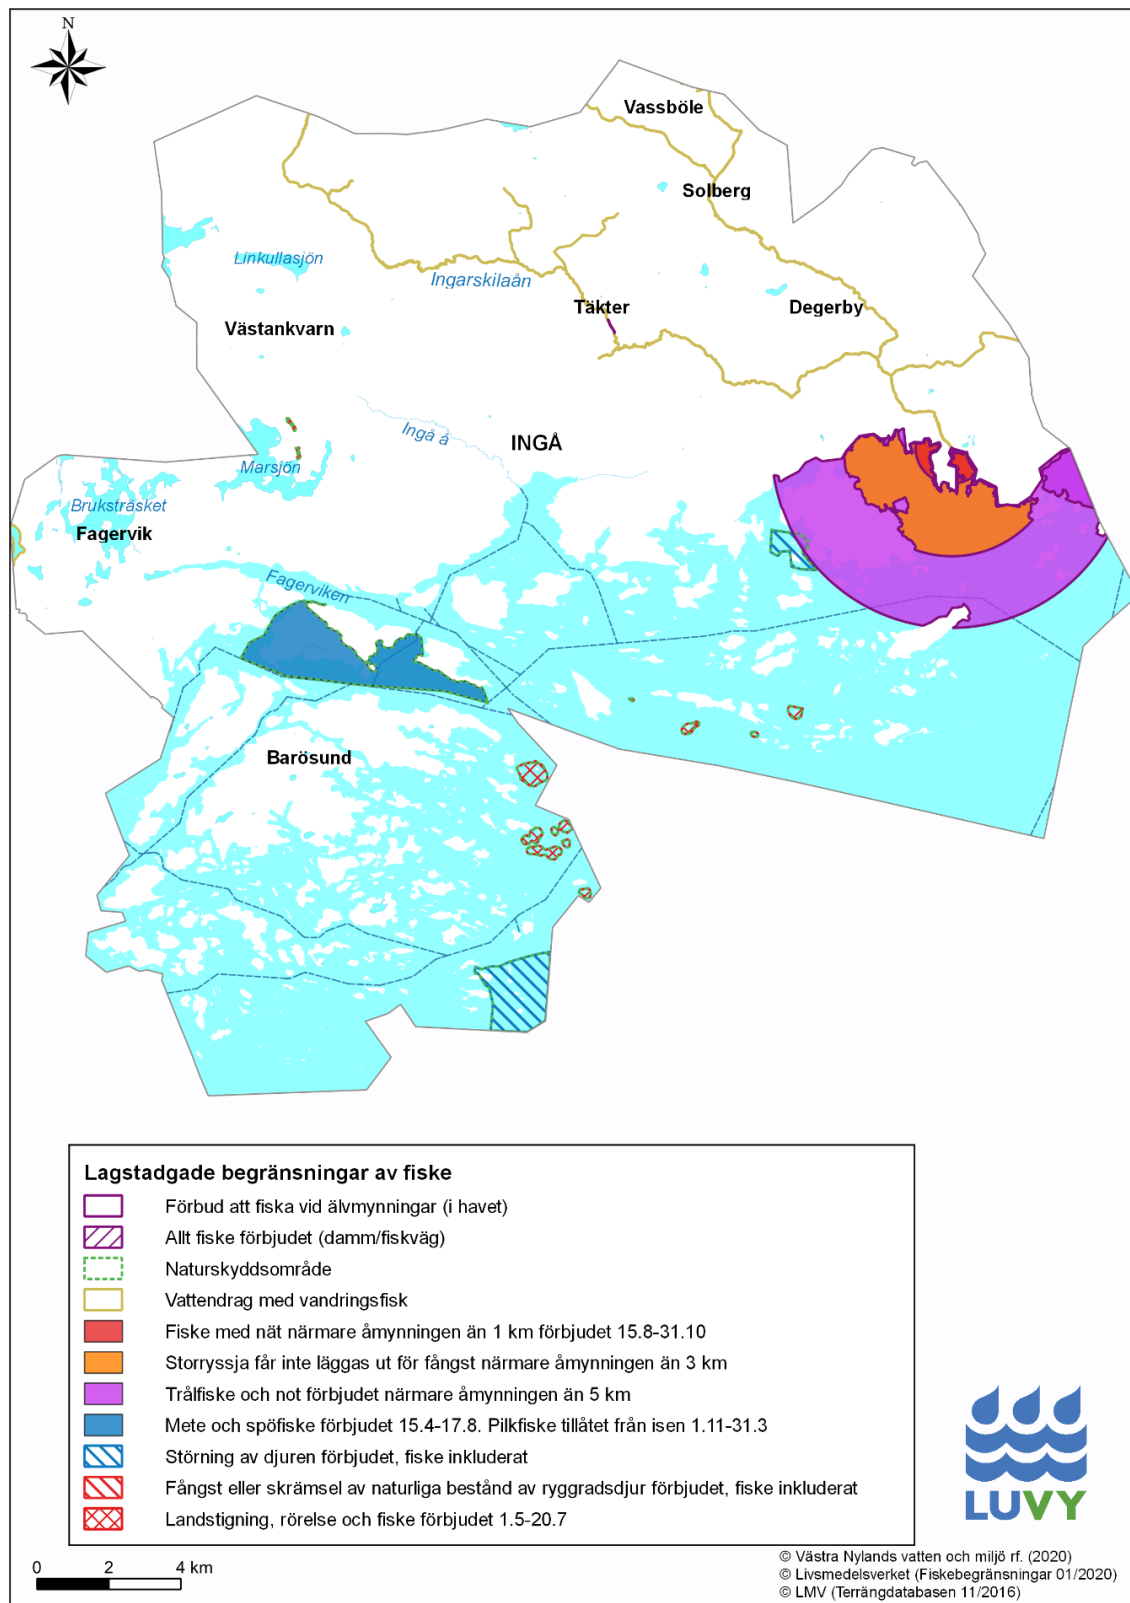 N
Vassböle
Solberg
Linkullasjön
Ingarskilaån
Täkter
Degerby
Västankvarn
Ingå å
INGÅ
Marsjön
Bruksträsket
Fagervik
Fagerviken
Barösund
Lagstadgade begränsningar av fiske
Förbud att fiska vid älvmynningar (i havet)
Allt fiske förbjudet (damm/fiskväg)
Naturskyddsområde
Vattendrag med vandringsfisk
Fiske med nät närmare åmynningen än 1 km förbjudet 15.8-31.10
Storryssja får inte läggas ut för fångst närmare åmynningen än 3 km
Trålfiske och not förbjudet närmare åmynningen än 5 km
Mete och spöfiske förbjudet 15.4-17.8. Pilkfiske tillåtet från isen 1.11-31.3
Störning av djuren förbjudet, fiske inkluderat
Fångst eller skrämsel av naturliga bestånd av ryggradsdjur förbjudet, fiske inkluderat
Landstigning, rörelse och fiske förbjudet 1.5-20.7
LUVY
0 2 4 km
© Västra Nylands vatten och miljö rf. (2020)
© Livsmedelsverket (Fiskebegränsningar 01/2020)
© LMV (Terrängdatabasen 11/2016)